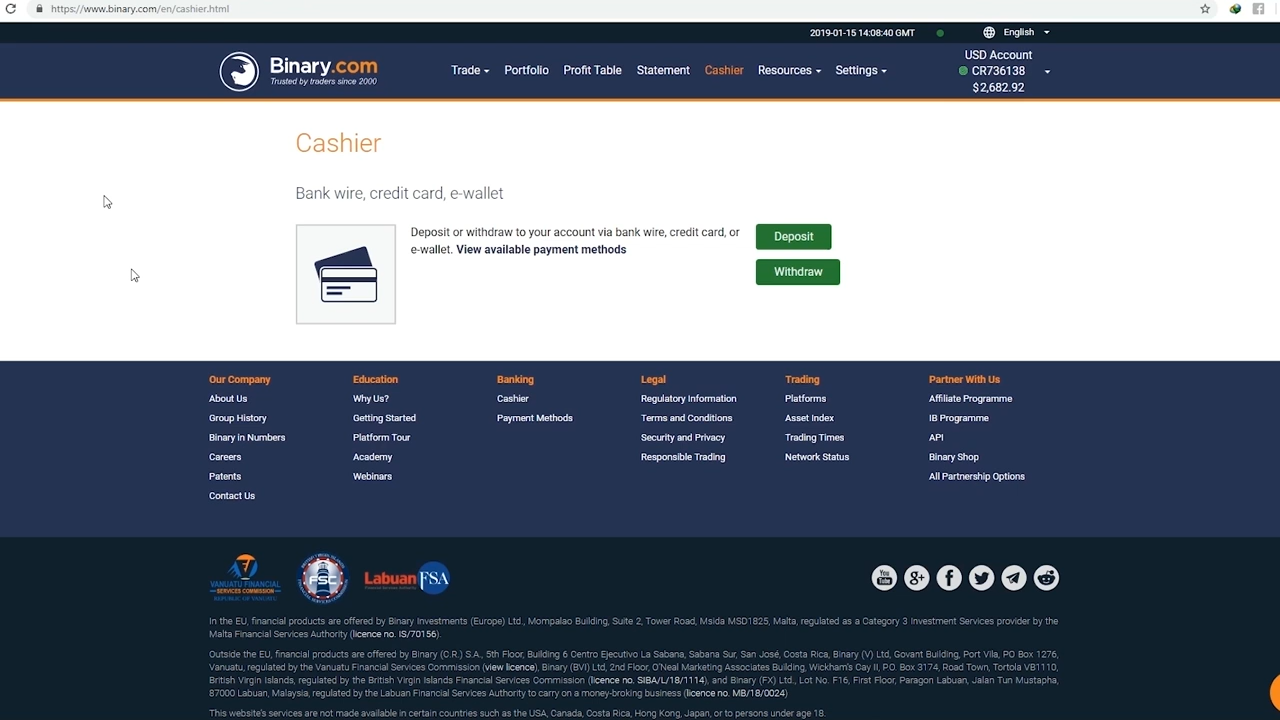 https://www.binary.com/en/cashier.html
2019-01-15 14:08:40 GMT
English
Binary.com
Trusted by traders since 2000
Trade Portfolio Profit Table Statement Cashier Resources Settings
USD Account
CR736138
$2,682.92
Cashier
Bank wire, credit card, e-wallet
Deposit or withdraw to your account via bank wire, credit card, or
e-wallet. View available payment methods
Deposit
Withdraw
Our Company
About Us
Group History
Binary in Numbers
Careers
Patents
Contact Us
Education
Why Us?
Getting Started
Platform Tour
Academy
Webinars
Banking
Cashier
Payment Methods
Legal
Regulatory Information
Terms and Conditions
Security and Privacy
Responsible Trading
Trading
Platforms
Asset Index
Trading Times
Network Status
Partner With Us
Affiliate Programme
IB Programme
API
Binary Shop
All Partnership Options
VANUATU FINANCIAL
SERVICES COMMISSION
REPUBLIC OF VANUATU
FSC
Labuan FSA
You Tube
g+
In the EU, financial products are offered by Binary Investments (Europe) Ltd., Mompalao Building, Suite 2, Tower Road, Msida MSD1825, Malta, regulated as a Category 3 Investment Services provider by the
Malta Financial Services Authority (licence no. IS/70156).
Outside the EU, financial products are offered by Binary (C.R.) S.A., 5th Floor, Building 6 Centro Ejecutivo La Sabana, Sabana Sur, San José, Costa Rica, Binary (V) Ltd, Govant Building, Port Vila, PO Box 1276,
Vanuatu, regulated by the Vanuatu Financial Services Commission (view licence), Binary (BVI) Ltd, 2nd Floor, O'Neal Marketing Associates Building, Wickham's Cay II, P.O. Box 3174, Road Town, Tortola VB1110,
British Virgin Islands, regulated by the British Virgin Islands Financial Services Commission (licence no. SIBA/L/18/1114), and Binary (FX) Ltd., Lot No. F16, First Floor, Paragon Labuan, Jalan Tun Mustapha,
87000 Labuan, Malaysia, regulated by the Labuan Financial Services Authority to carry on a money-broking business (licence no. MB/18/0024)
This website's services are not made available in certain countries such as the USA, Canada, Costa Rica, Hong Kong, Japan, or to persons under age 18.